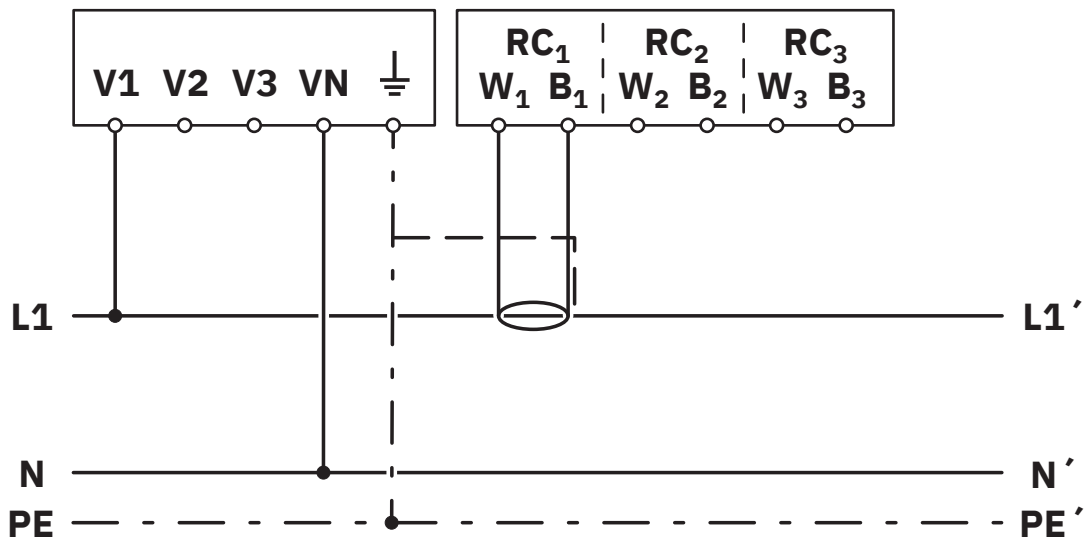 RC₁ RC₂ RC₃
V1 V2 V3 VN W₁ B₁ W₂ B₂ W₃ B₃
L1 L1´
N N´
PE PE´